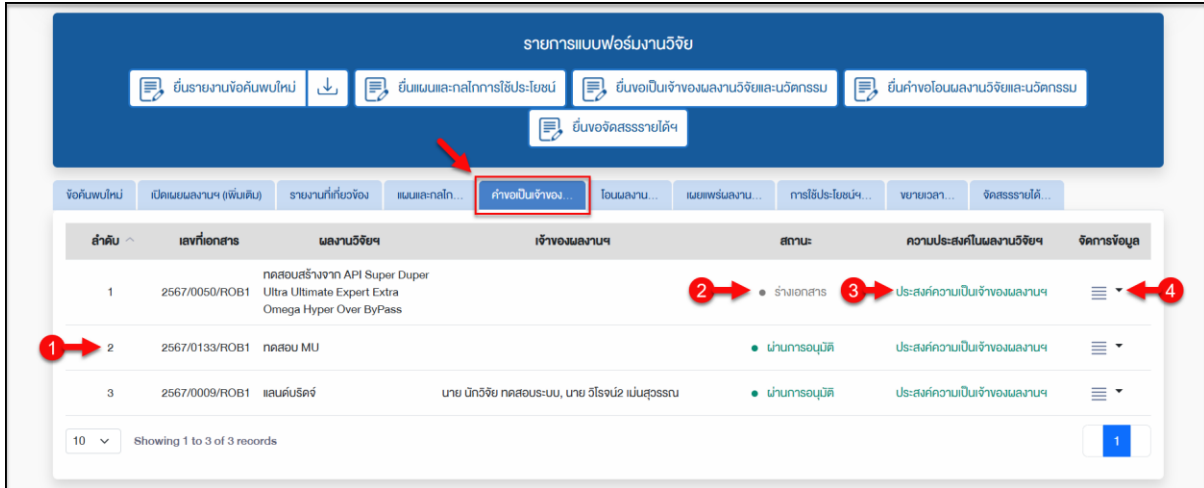 รายการแบบฟอร์มงานวิจัย
ยื่นรายงานข้อค้นพบใหม่ ยื่นแผนและกลไกการใช้ประโยชน์ ยื่นขอเป็นเจ้าของผลงานวิจัยและนวัตกรรม ยื่นคำขอโอนผลงานวิจัยและนวัตกรรม
ยื่นขอจัดสรรรายได้ฯ
ข้อค้นพบใหม่ เปิดเผยผลงานฯ (เพิ่มเติม) รายงานที่เกี่ยวข้อง แผนและกลไก... คำขอเป็นเจ้าของ... โอนผลงาน... เผยแพร่ผลงาน... การใช้ประโยชน์ฯ... ขยายเวลา... จัดสรรรายได้...
ลำดับ เลขที่เอกสาร ผลงานวิจัยฯ เจ้าของผลงานฯ สถานะ ความประสงค์ในผลงานวิจัยฯ จัดการข้อมูล
ทดสอบสร้างจาก API Super Duper
1 2567/0050/ROB1 Ultra Ultimate Expert Extra 2 ร่างเอกสาร 3 ประสงค์ความเป็นเจ้าของผลงานฯ 4
Omega Hyper Over ByPass
1 2 2567/0133/ROB1 ทดสอบ MU ผ่านการอนุมัติ ประสงค์ความเป็นเจ้าของผลงานฯ
3 2567/0009/ROB1 แลนด์บริดจ์ นาย นักวิจัย ทดสอบระบบ, นาย วิโรจน์2 แม่นสุวรรณ ผ่านการอนุมัติ ประสงค์ความเป็นเจ้าของผลงานฯ
10 Showing 1 to 3 of 3 records 1